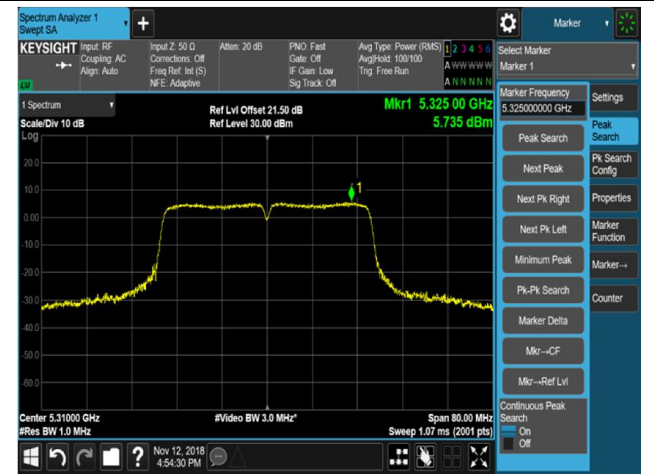 Spectrum Analyzer 1
Swept SA
+
Marker
KEYSIGHT
Input: RF
Coupling: AC
Align: Auto
Input Z: 50 Ω
Corrections: Off
Freq Ref: Int (S)
NFE: Adaptive
Atten: 20 dB
PNO: Fast
Gate: Off
IF Gain: Low
Sig Track: Off
Avg Type: Power (RMS)
Avg|Hold: 100/100
Trig: Free Run
1 2 3 4 5 6
A W W W W W
A N N N N N
Select Marker
Marker 1
LXI
1 Spectrum
Scale/Div 10 dB
Log
Ref Lvl Offset 21.50 dB
Ref Level 30.00 dBm
Mkr1 5.325 00 GHz
5.735 dBm
20.0
10.0
0.00
-10.0
-20.0
-30.0
-40.0
-50.0
-60.0
1
Center 5.31000 GHz
#Res BW 1.0 MHz
#Video BW 3.0 MHz*
Span 80.00 MHz
Sweep 1.07 ms (2001 pts)
Marker Frequency
5.325000000 GHz
Peak Search
Next Peak
Next Pk Right
Next Pk Left
Minimum Peak
Pk-Pk Search
Marker Delta
Mkr→CF
Mkr→Ref Lvl
Continuous Peak
Search
On
Off
Settings
Peak
Search
Pk Search
Config
Properties
Marker
Function
Marker→
Counter
?
Nov 12, 2018
4:54:30 PM